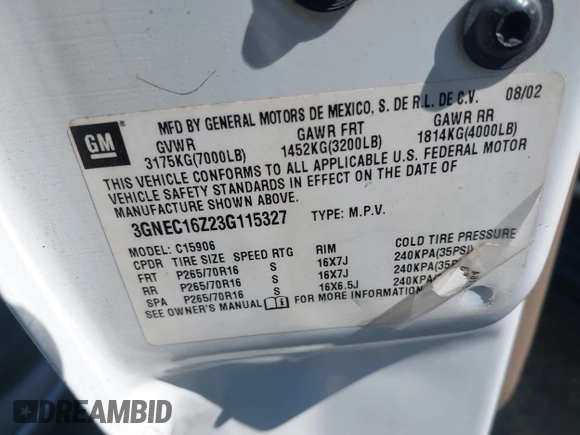 GM
MFD BY GENERAL MOTORS DE MEXICO, S. DE R.L. DE C.V. 08/02
GVWR GAWR FRT GAWR RR
3175KG(7000LB) 1452KG(3200LB) 1814KG(4000LB)
THIS VEHICLE CONFORMS TO ALL APPLICABLE U.S. FEDERAL MOTOR
VEHICLE SAFETY STANDARDS IN EFFECT ON THE DATE OF
MANUFACTURE SHOWN ABOVE.
3GNEC16Z23G115327 TYPE: M.P.V.
MODEL: C15906
CPDR TIRE SIZE SPEED RTG RIM COLD TIRE PRESSURE
FRT P265/70R16 S 16X7J 240KPA(35PSI)
RR P265/70R16 S 16X7J 240KPA(35PSI)
SPA P265/70R16 S 16X6.5J 240KPA(35
SEE OWNER'S MANUAL FOR MORE INFORMATION
DREAMBID